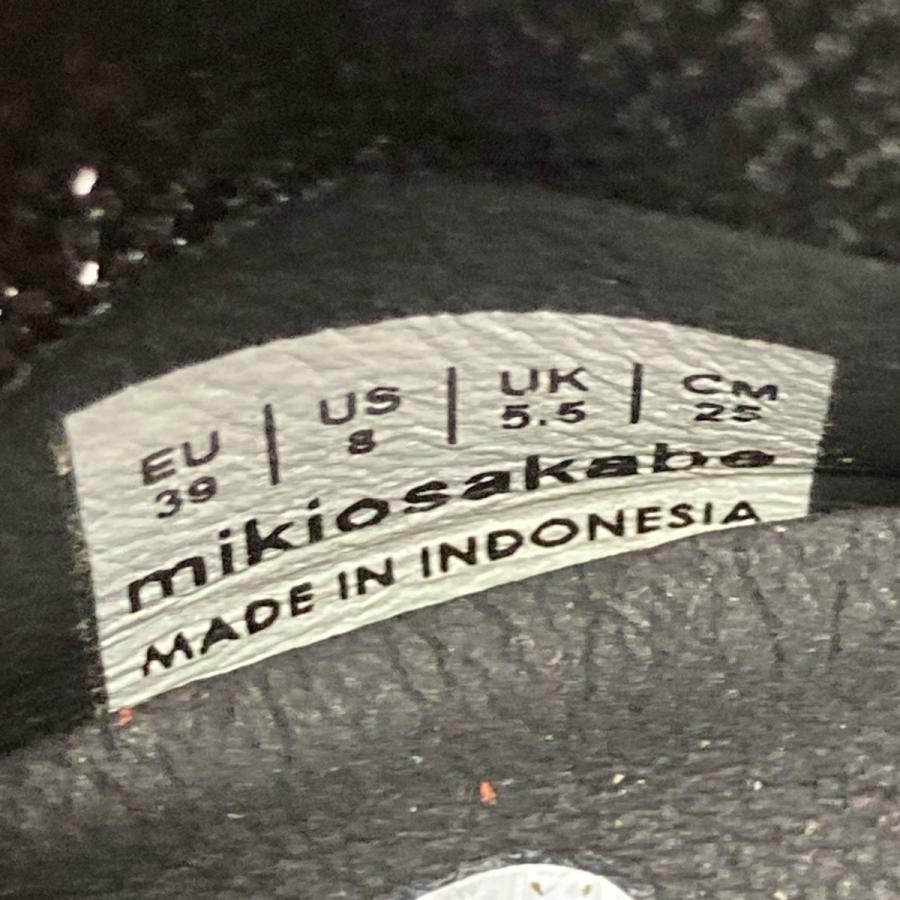 EU | US | UK | CM
39 | 8 | 5.5 | 25
mikiosakabe
MADE IN INDONESIA